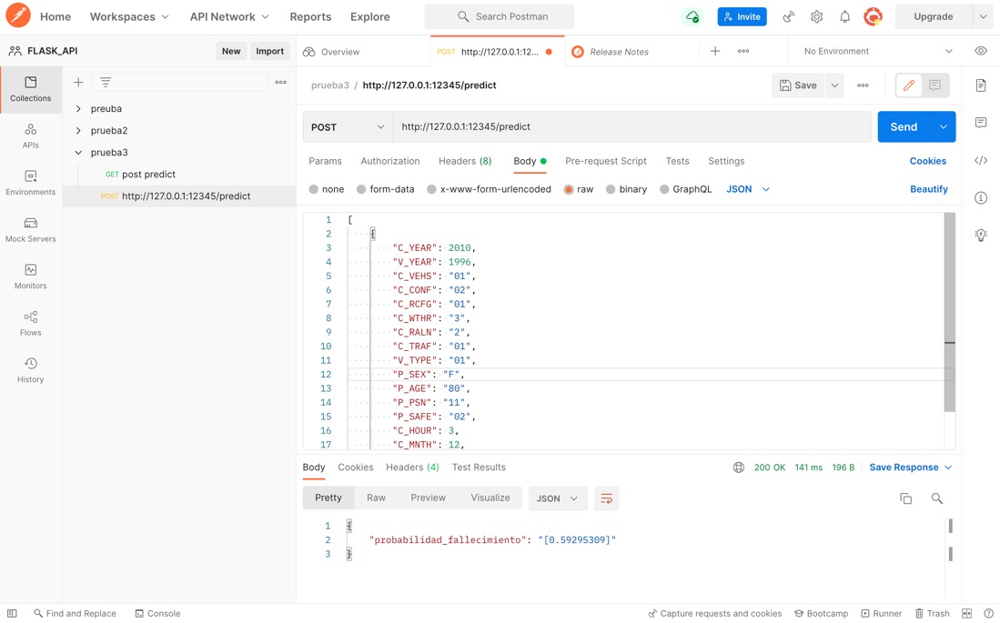 Home Workspaces API Network Reports Explore Search Postman Invite Upgrade
FLASK_API New Import
Overview POST http://127.0.0.1:12... Release Notes No Environment
Collections
APIs
Environments
Mock Servers
Monitors
Flows
History
preuba
prueba2
prueba3
GET post predict
POST http://127.0.0.1:12345/predict
prueba3 / http://127.0.0.1:12345/predict Save
POST http://127.0.0.1:12345/predict Send
Params Authorization Headers (8) Body Pre-request Script Tests Settings Cookies
none form-data x-www-form-urlencoded raw binary GraphQL JSON Beautify
1 [
2 {
3 "C_YEAR": 2010,
4 "V_YEAR": 1996,
5 "C_VEHS": "01",
6 "C_CONF": "02",
7 "C_RCFG": "01",
8 "C_WTHR": "3",
9 "C_RALN": "2",
10 "C_TRAF": "01",
11 "V_TYPE": "01",
12 "P_SEX": "F",
13 "P_AGE": "80",
14 "P_PSN": "11",
15 "P_SAFE": "02",
16 "C_HOUR": 3,
17 "C_MNTH": 12,
Body Cookies Headers (4) Test Results 200 OK 141 ms 196 B Save Response
Pretty Raw Preview Visualize JSON
1 {
2 "probabilidad_fallecimiento": "[0.59295309]"
3 }
Find and Replace Console Capture requests and cookies Bootcamp Runner Trash